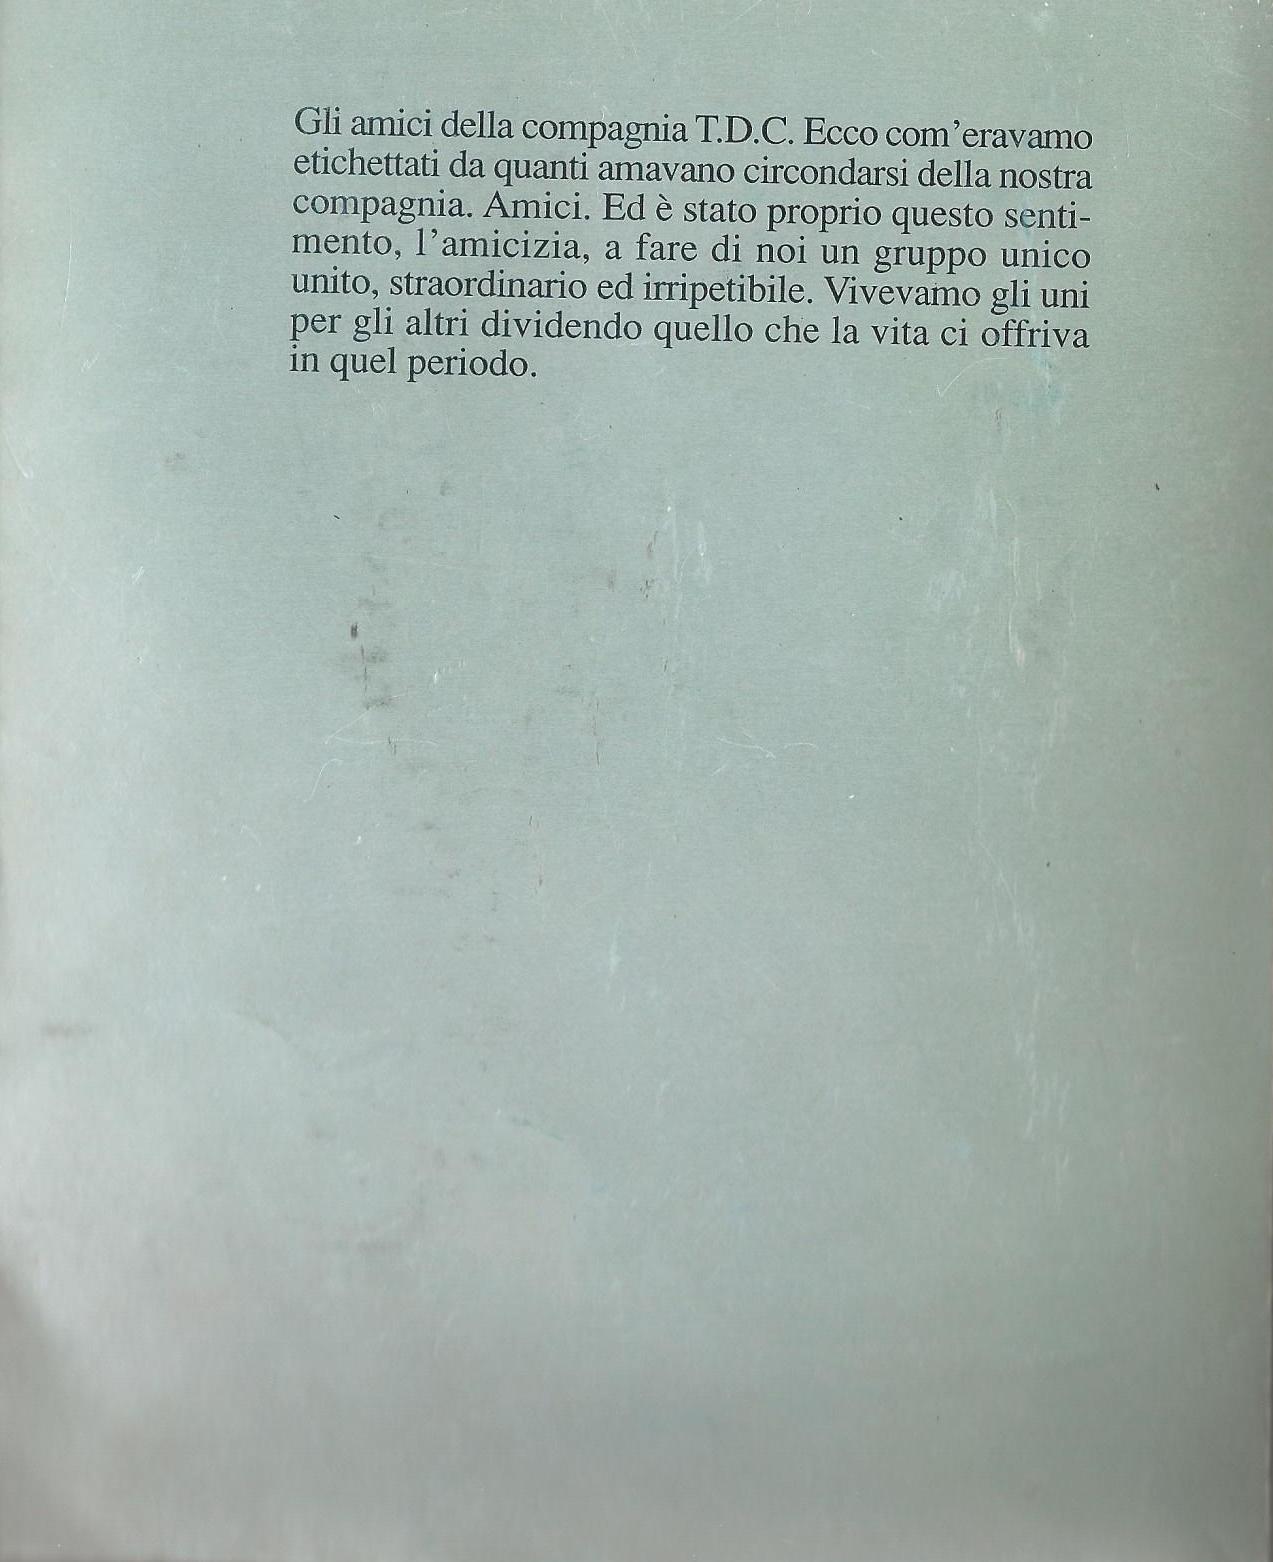 Gli amici della compagnia T.D.C. Ecco com'eravamo
etichettati da quanti amavano circondarsi della nostra
compagnia. Amici. Ed è stato proprio questo senti-
mento, l'amicizia, a fare di noi un gruppo unico
unito, straordinario ed irripetibile. Vivevamo gli uni
per gli altri dividendo quello che la vita ci offriva
in quel periodo.